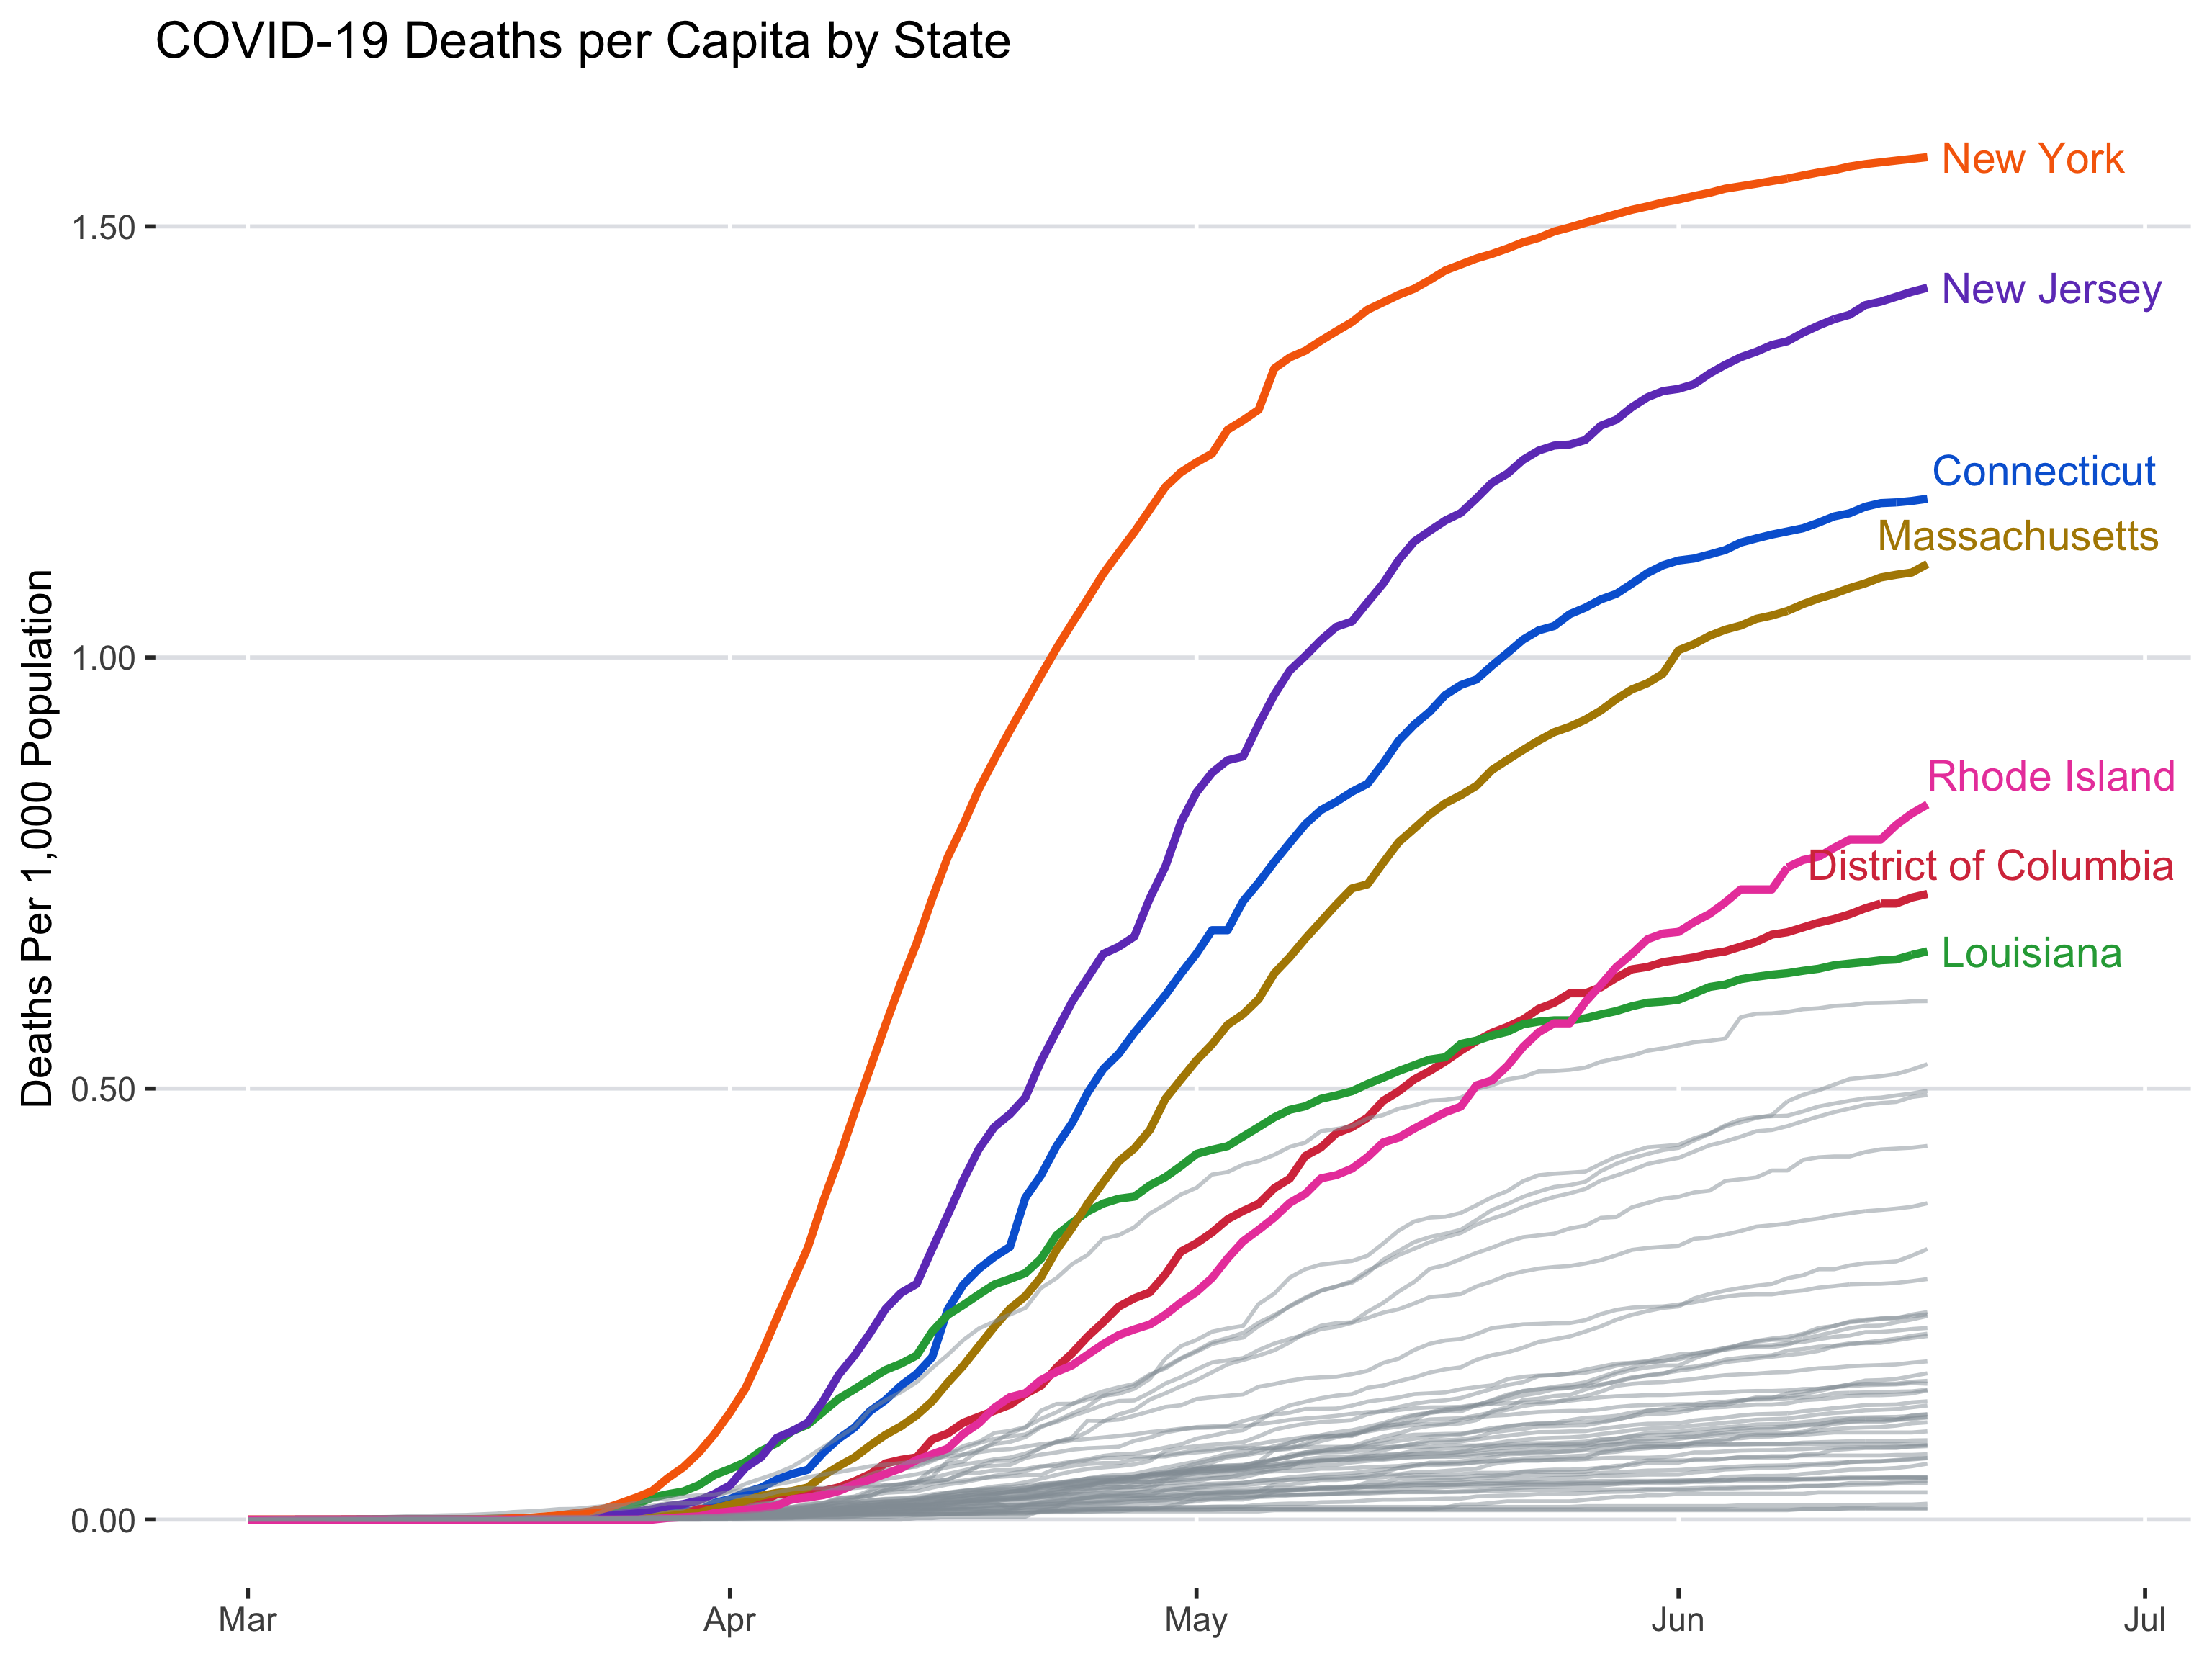 COVID-19 Deaths per Capita by State
Deaths Per 1,000 Population
1.50
1.00
0.50
0.00
New York
New Jersey
Connecticut
Massachusetts
Rhode Island
District of Columbia
Louisiana
Mar
Apr
May
Jun
Jul